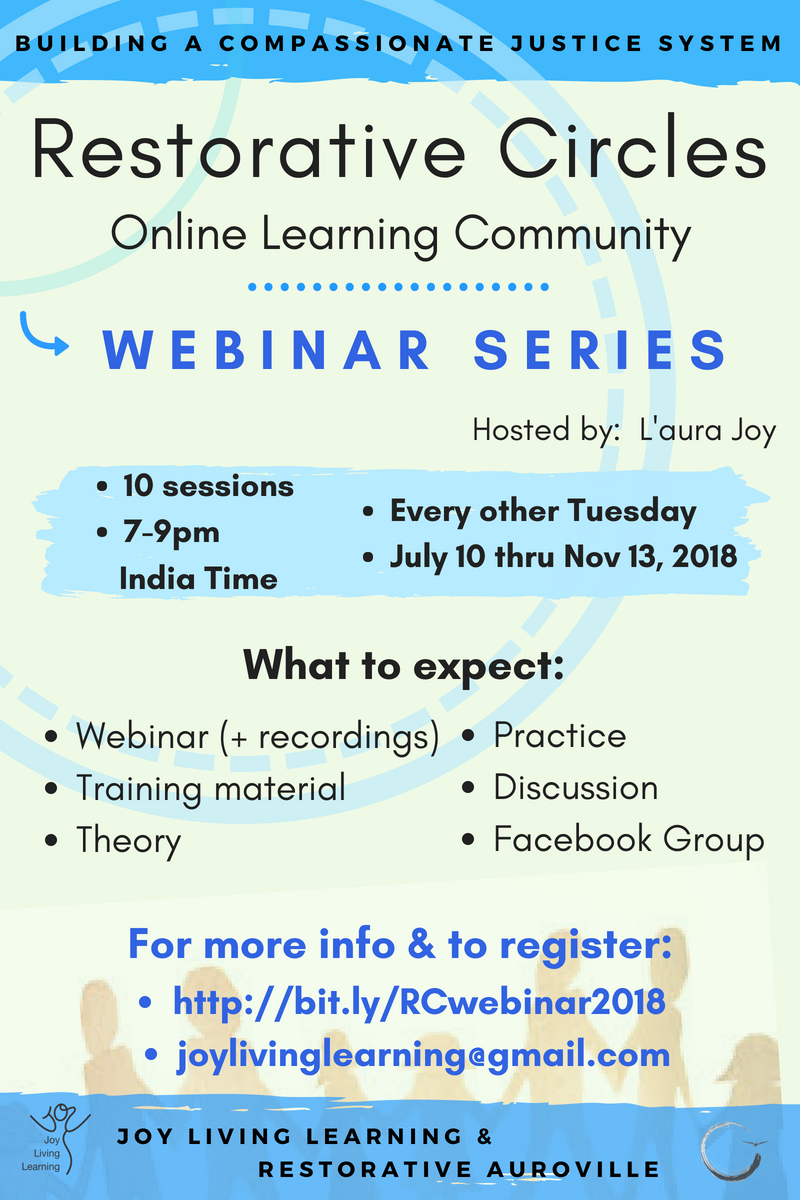 BUILDING A COMPASSIONATE JUSTICE SYSTEM
Restorative Circles
Online Learning Community
WEBINAR SERIES
Hosted by: L'aura Joy
• 10 sessions
• 7-9pm
India Time
• Every other Tuesday
• July 10 thru Nov 13, 2018
What to expect:
• Webinar (+ recordings)
• Training material
• Theory
• Practice
• Discussion
• Facebook Group
For more info & to register:
• http://bit.ly/RCwebinar2018
• joylivinglearning@gmail.com
JOY
Joy
Living
Learning
JOY LIVING LEARNING &
RESTORATIVE AUROVILLE